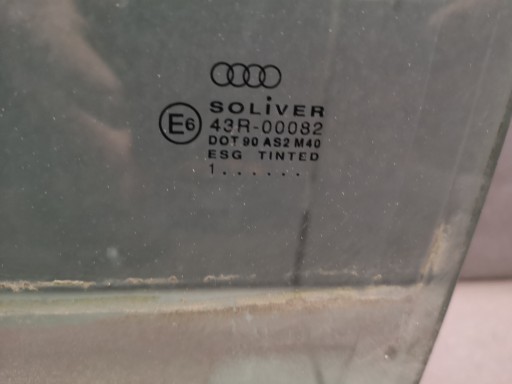 SOLiVER
E6 43R-00082
DOT 90 AS2 M40
ESG TINTED
1......